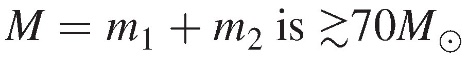 M = m₁ + m₂ is ≳70M⊙